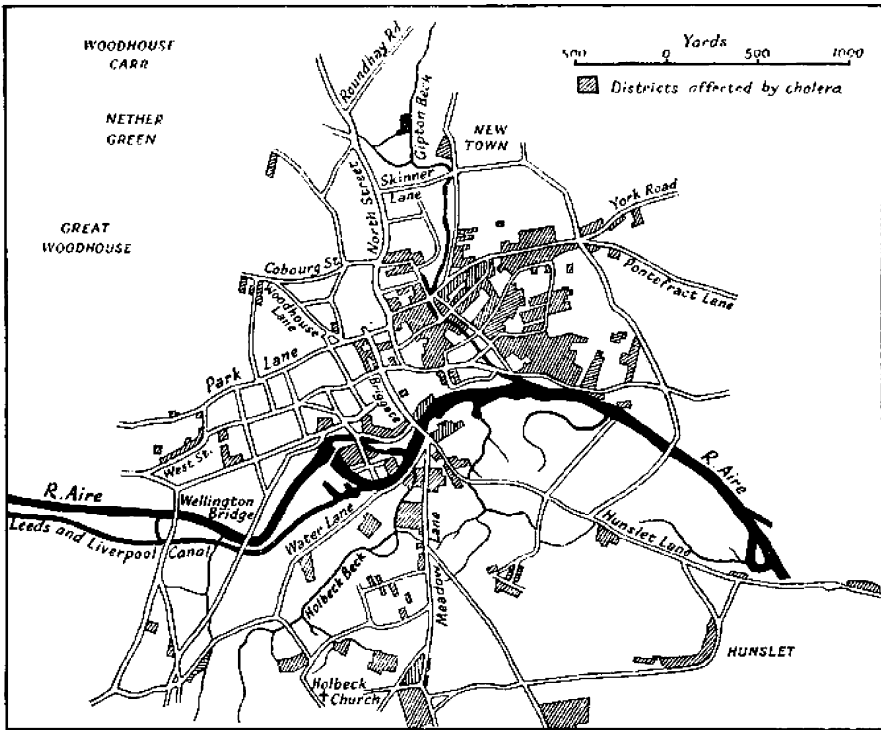 WOODHOUSE
CARR
NETHER
GREEN
GREAT
WOODHOUSE
Yards
500 0 500 1000
Districts affected by cholera
Roundhay Rd
Gipton Beck
NEW
TOWN
Skinner
Lane
North Street
York Road
Pontefract Lane
Cobourg St.
Woodhouse
Lane
Park Lane
Briggate
West St.
R. Aire
Wellington
Bridge
Leeds and Liverpool Canal
Water Lane
Holbeck Beck
Meadow Lane
Hunslet Lane
R. Aire
HUNSLET
Holbeck
Church